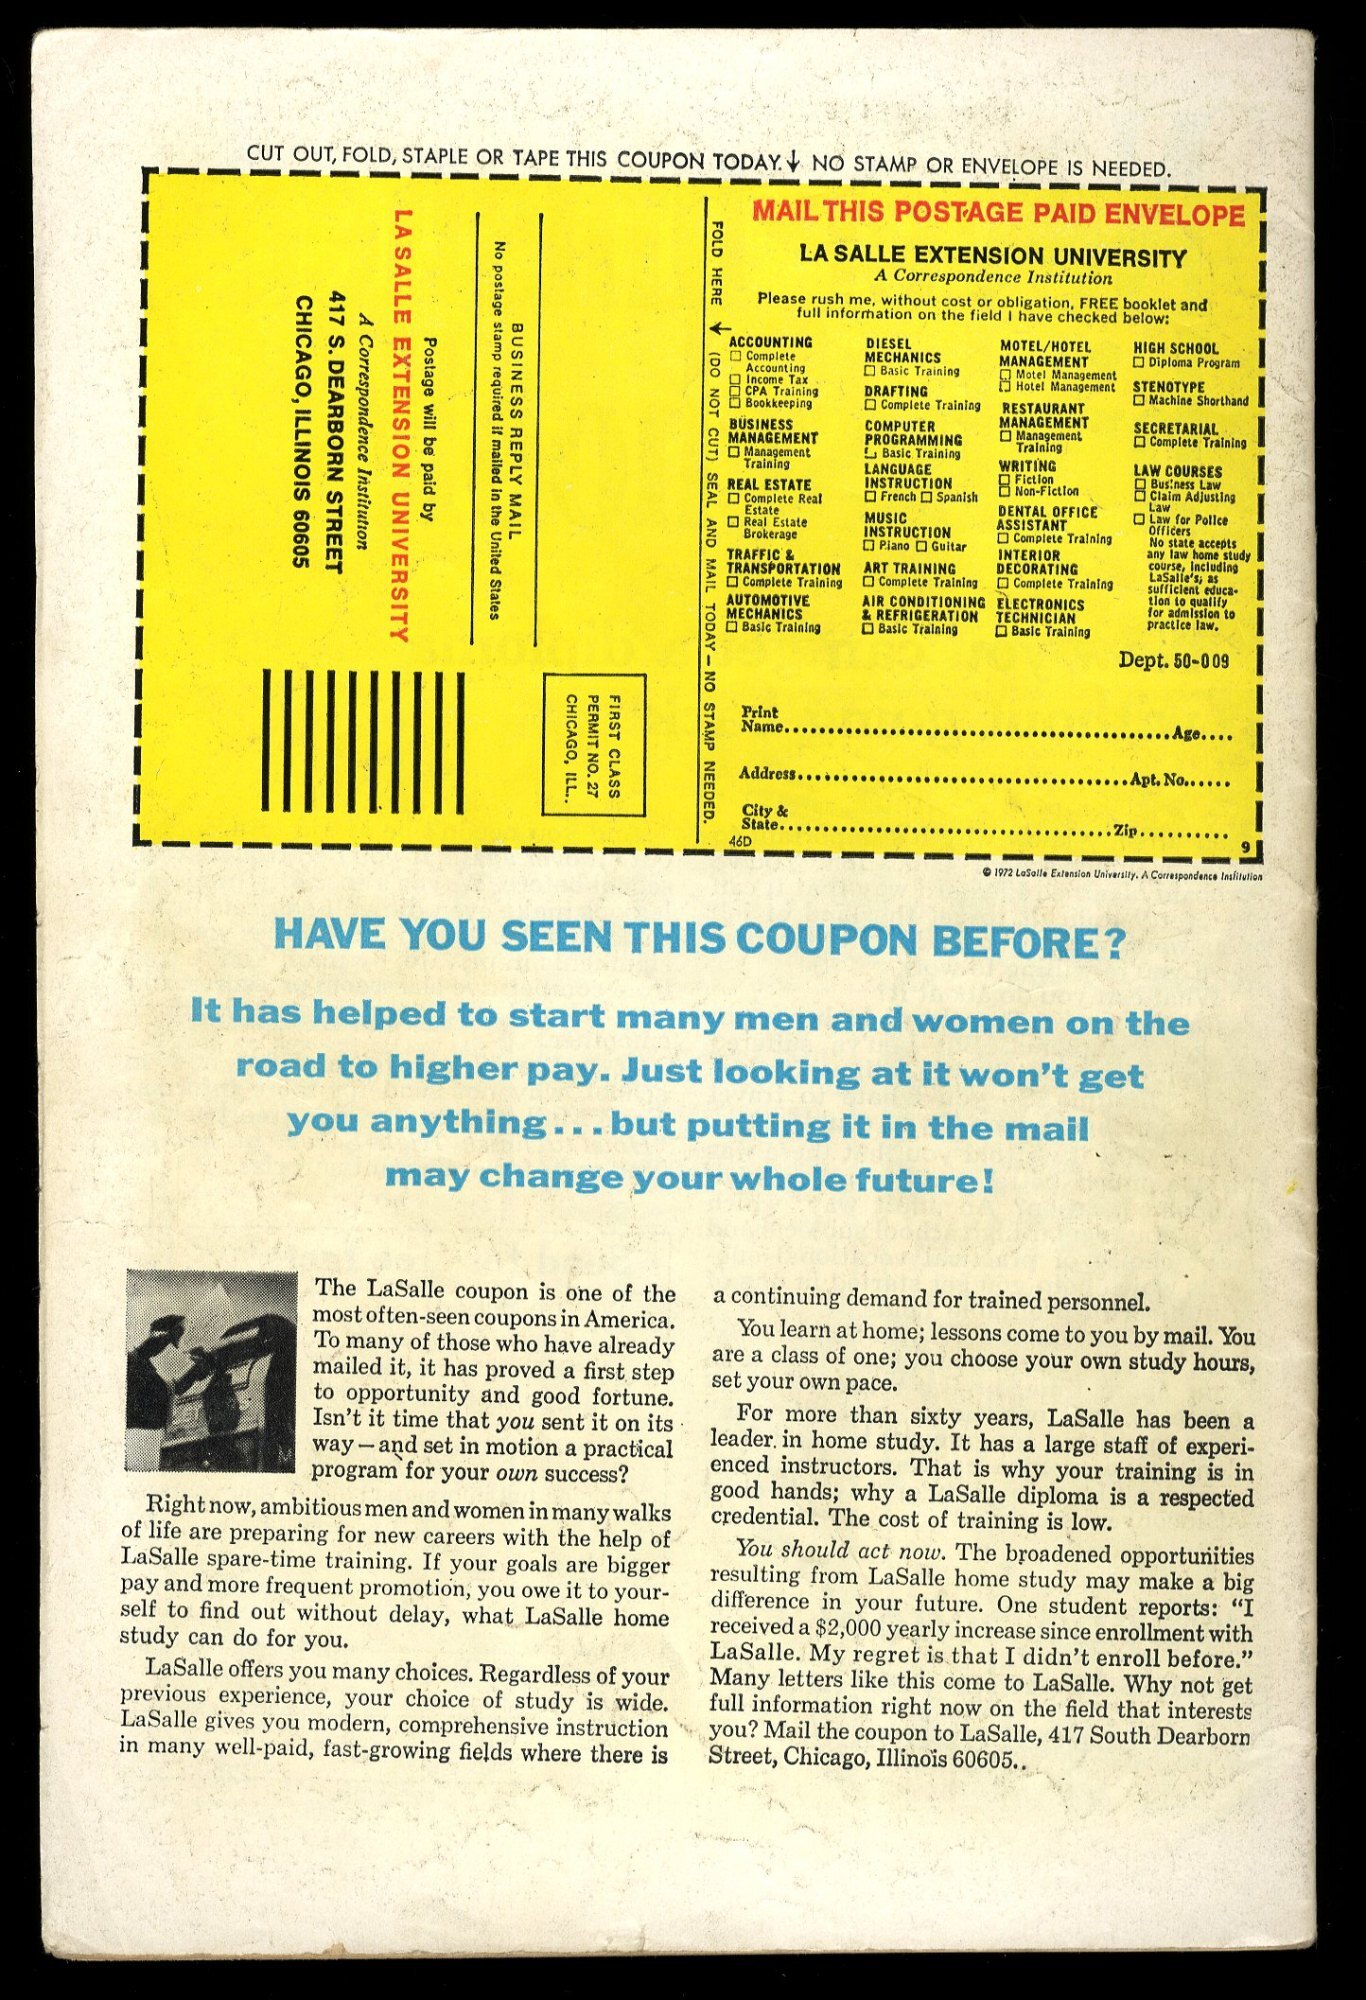 CUT OUT, FOLD, STAPLE OR TAPE THIS COUPON TODAY. ↓ NO STAMP OR ENVELOPE IS NEEDED.
FIRST CLASS
PERMIT NO. 27
CHICAGO, ILL..
BUSINESS REPLY MAIL
No postage stamp required if mailed in the United States
Postage will be paid by
LA SALLE EXTENSION UNIVERSITY
A Correspondence Institution
417 S. DEARBORN STREET
CHICAGO, ILLINOIS 60605
FOLD HERE ↓ (DO NOT CUT) SEAL AND MAIL TODAY — NO STAMP NEEDED.
MAIL THIS POSTAGE PAID ENVELOPE
LA SALLE EXTENSION UNIVERSITY
A Correspondence Institution
Please rush me, without cost or obligation, FREE booklet and
full information on the field I have checked below:
ACCOUNTING
☐ Complete
Accounting
☐ Income Tax
☐ CPA Training
☐ Bookkeeping
BUSINESS
MANAGEMENT
☐ Management
Training
REAL ESTATE
☐ Complete Real
Estate
☐ Real Estate
Brokerage
TRAFFIC &
TRANSPORTATION
☐ Complete Training
AUTOMOTIVE
MECHANICS
☐ Basic Training
DIESEL
MECHANICS
☐ Basic Training
DRAFTING
☐ Complete Training
COMPUTER
PROGRAMMING
☐ Basic Training
LANGUAGE
INSTRUCTION
☐ French ☐ Spanish
MUSIC
INSTRUCTION
☐ Piano ☐ Guitar
ART TRAINING
☐ Complete Training
AIR CONDITIONING
& REFRIGERATION
☐ Basic Training
MOTEL/HOTEL
MANAGEMENT
☐ Motel Management
☐ Hotel Management
RESTAURANT
MANAGEMENT
☐ Management
Training
WRITING
☐ Fiction
☐ Non-Fiction
DENTAL OFFICE
ASSISTANT
☐ Complete Training
INTERIOR
DECORATING
☐ Complete Training
ELECTRONICS
TECHNICIAN
☐ Basic Training
HIGH SCHOOL
☐ Diploma Program
STENOTYPE
☐ Machine Shorthand
SECRETARIAL
☐ Complete Training
LAW COURSES
☐ Business Law
☐ Claim Adjusting
Law
☐ Law for Police
Officers
No state accepts
any law home study
course, including
LaSalle's, as
sufficient educa-
tion to qualify
for admission to
practice law.
Dept. 50-009
Print
Name........................................Age....
Address........................................Apt. No......
City &
State........................................Zip..........
46D 9
© 1972 LaSalle Extension University. A Correspondence Institution
HAVE YOU SEEN THIS COUPON BEFORE?
It has helped to start many men and women on the
road to higher pay. Just looking at it won't get
you anything...but putting it in the mail
may change your whole future!
The LaSalle coupon is one of the
most often-seen coupons in America.
To many of those who have already
mailed it, it has proved a first step
to opportunity and good fortune.
Isn't it time that you sent it on its
way—and set in motion a practical
program for your own success?
Right now, ambitious men and women in many walks
of life are preparing for new careers with the help of
LaSalle spare-time training. If your goals are bigger
pay and more frequent promotion, you owe it to your-
self to find out without delay, what LaSalle home
study can do for you.
LaSalle offers you many choices. Regardless of your
previous experience, your choice of study is wide.
LaSalle gives you modern, comprehensive instruction
in many well-paid, fast-growing fields where there is
a continuing demand for trained personnel.
You learn at home; lessons come to you by mail. You
are a class of one; you choose your own study hours,
set your own pace.
For more than sixty years, LaSalle has been a
leader in home study. It has a large staff of experi-
enced instructors. That is why your training is in
good hands; why a LaSalle diploma is a respected
credential. The cost of training is low.
You should act now. The broadened opportunities
resulting from LaSalle home study may make a big
difference in your future. One student reports: "I
received a $2,000 yearly increase since enrollment with
LaSalle. My regret is that I didn't enroll before."
Many letters like this come to LaSalle. Why not get
full information right now on the field that interests
you? Mail the coupon to LaSalle, 417 South Dearborn
Street, Chicago, Illinois 60605..